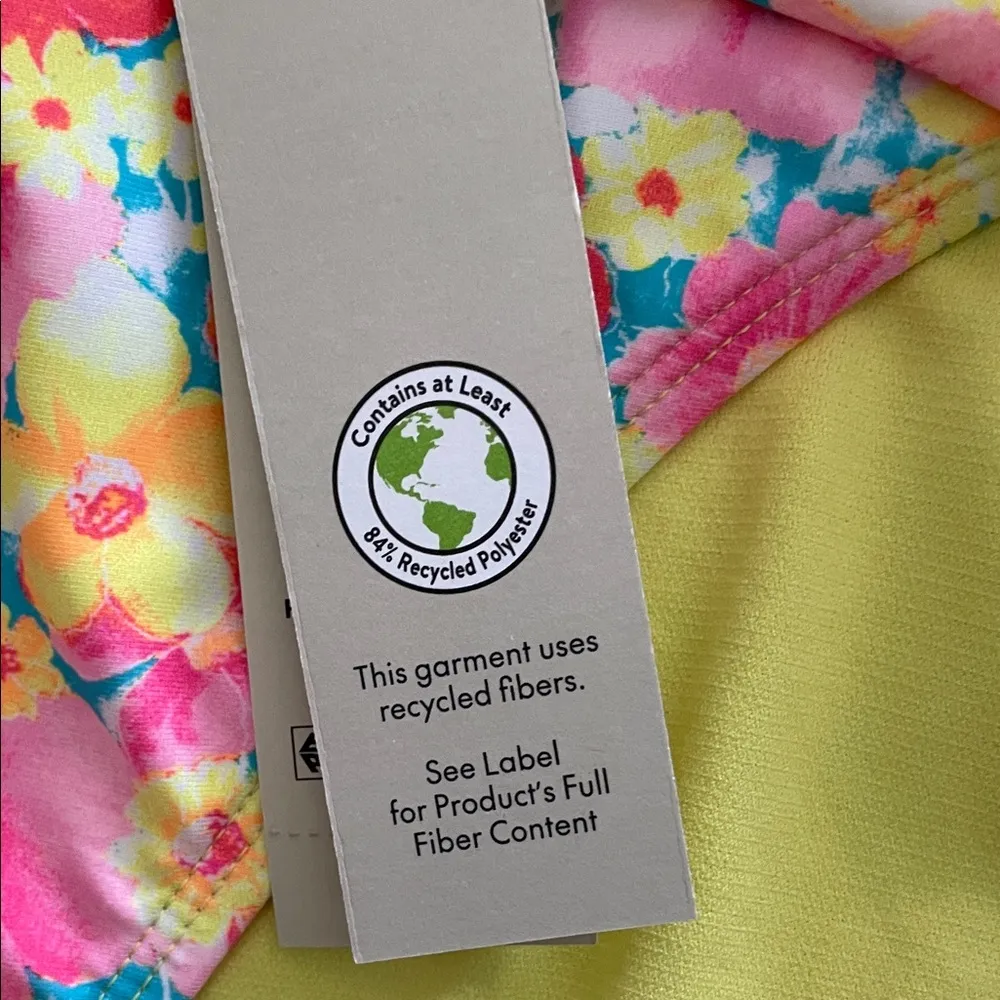 Contains at Least
84% Recycled Polyester
This garment uses
recycled fibers.
See Label
for Product's Full
Fiber Content